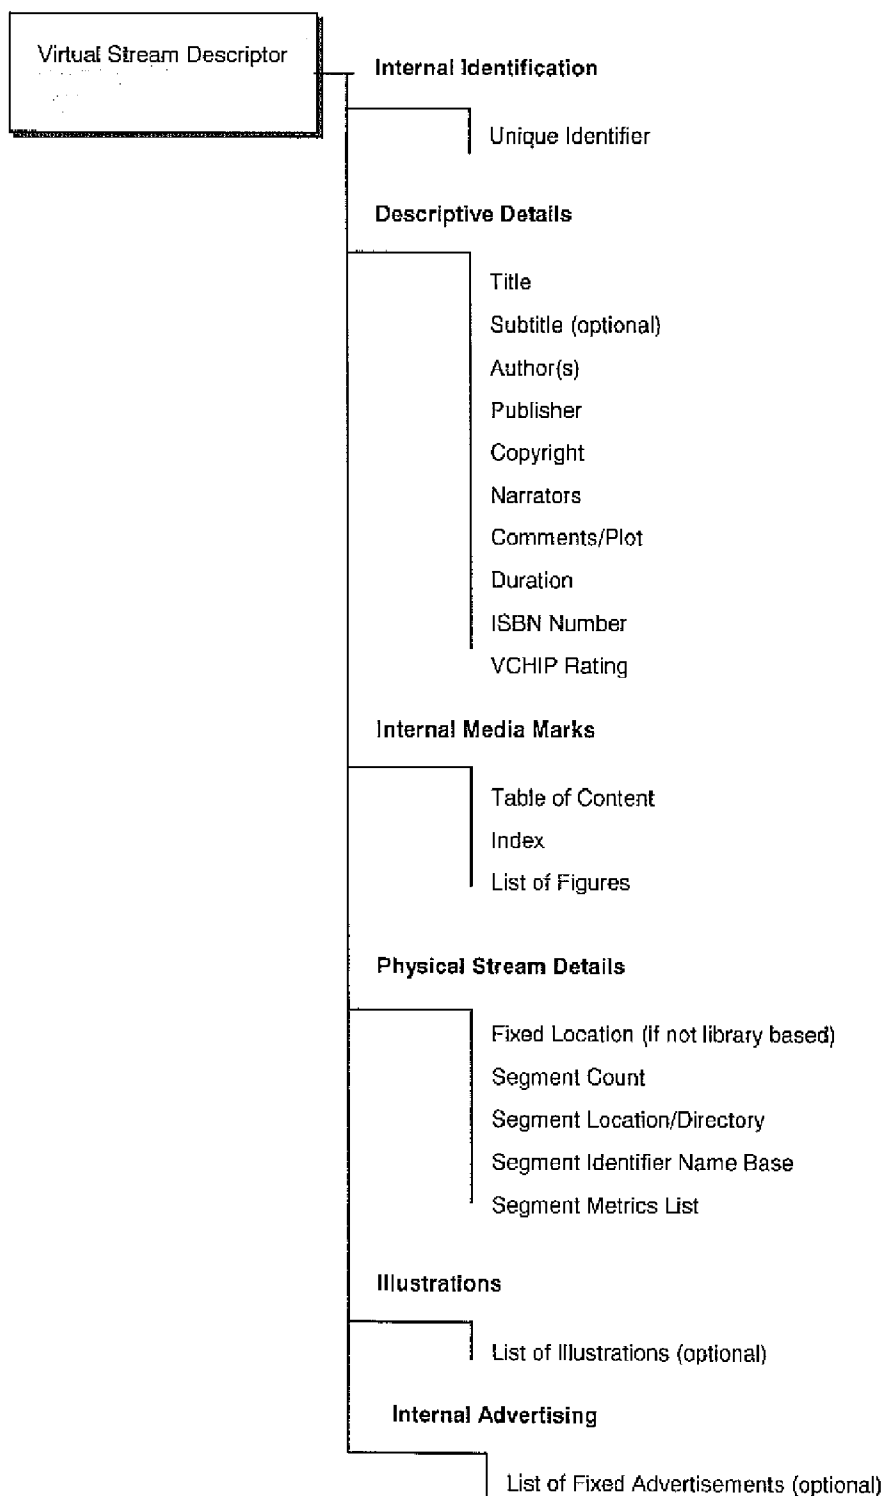 Virtual Stream Descriptor
Internal Identification
Unique Identifier
Descriptive Details
Title
Subtitle (optional)
Author(s)
Publisher
Copyright
Narrators
Comments/Plot
Duration
ISBN Number
VCHIP Rating
Internal Media Marks
Table of Content
Index
List of Figures
Physical Stream Details
Fixed Location (if not library based)
Segment Count
Segment Location/Directory
Segment Identifier Name Base
Segment Metrics List
Illustrations
List of Illustrations (optional)
Internal Advertising
List of Fixed Advertisements (optional)